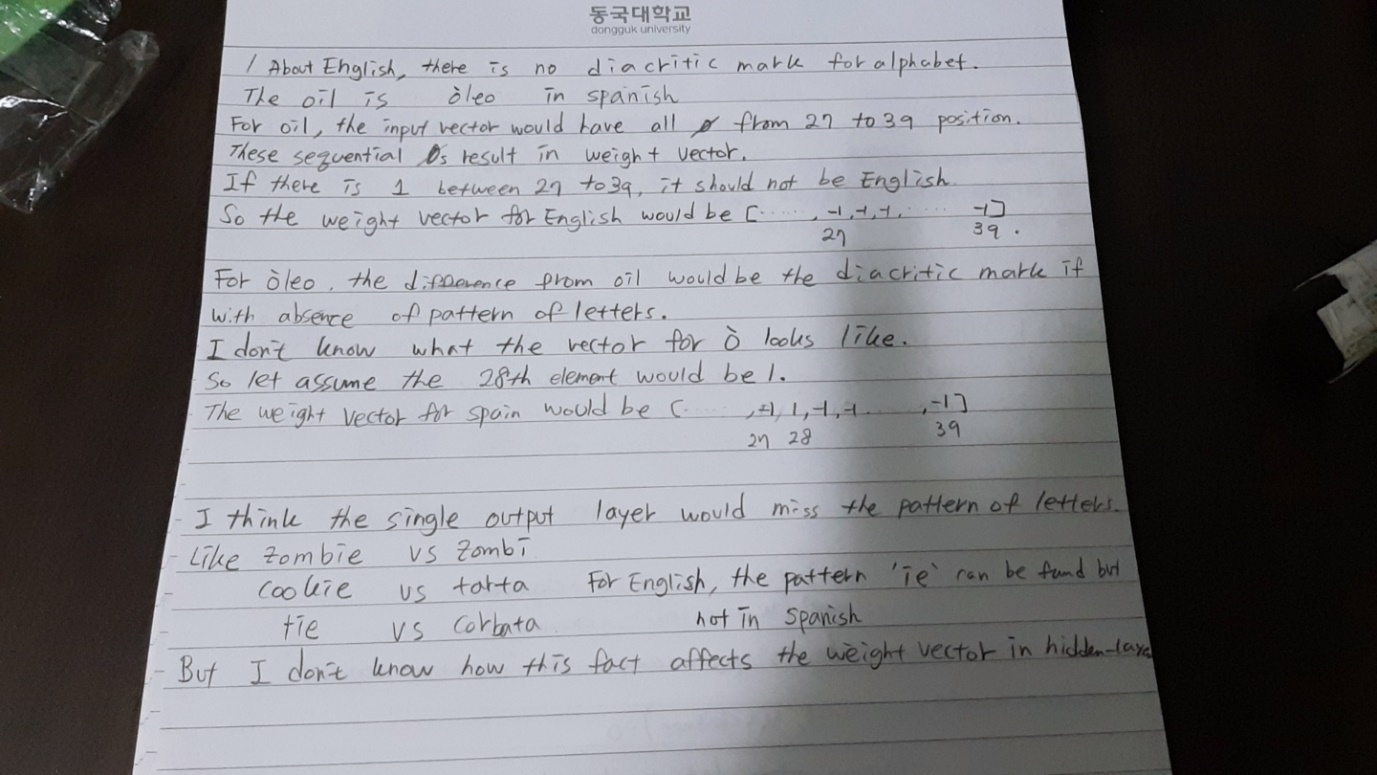 동국대학교
dongguk university
/ About English, there is no diacritic mark for alphabet.
The oil is òleo in spanish
For oil, the input vector would have all 0 from 27 to 39 position.
These sequential 0s result in weight vector.
If there is 1 between 27 to 39, it should not be English.
So the weight vector for English would be [......, -1, -1, -1, ...... -1]
27 39.
For òleo, the difference from oil would be the diacritic mark if
with absence of pattern of letters.
I don't know what the vector for ò looks like.
So let assume the 28th element would be 1.
The weight vector for spain would be [......, -1, 1, -1, -1 ......, -1]
27 28 39
I think the single output layer would miss the pattern of letters.
Like zombie vs zombi
cookie vs tarta For English, the pattern 'ie' can be fund but
tie vs corbata not in spanish
But I don't know how this fact affects the weight vector in hidden-laye